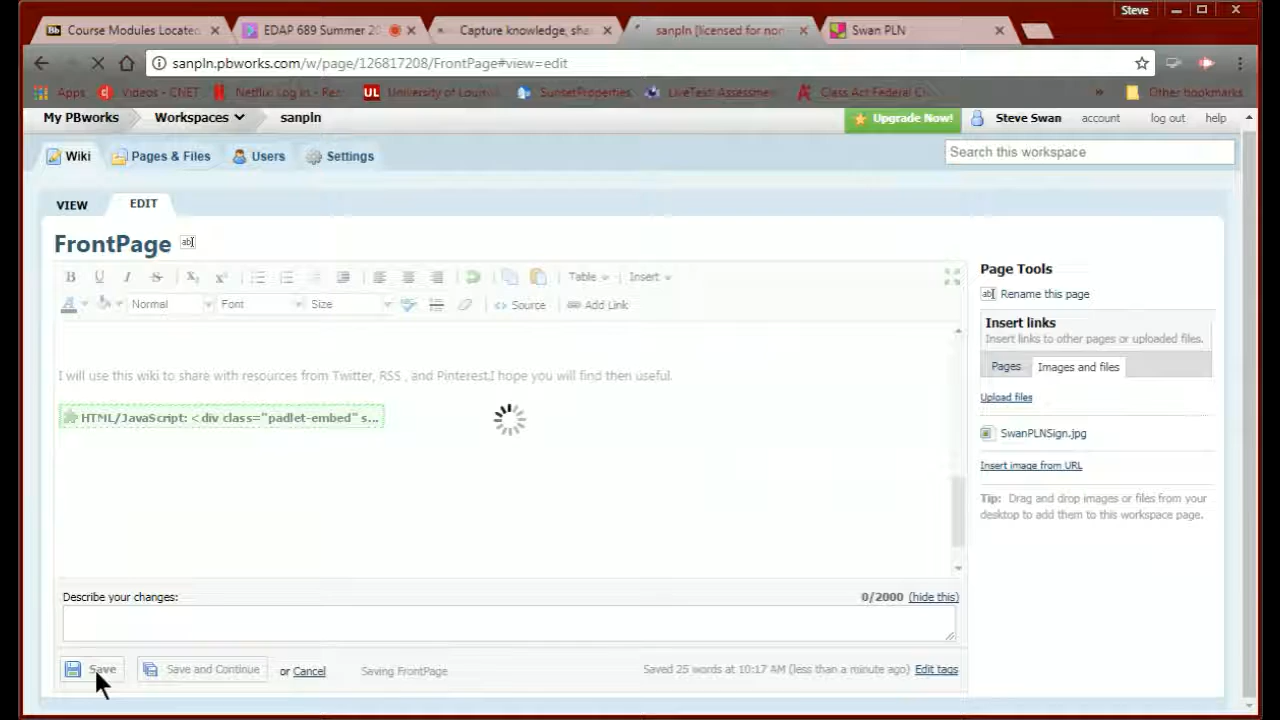 Steve
Course Modules Locatec
EDAP 689 Summer 20
Capture knowledge, sha
sanpln [licensed for nor
Swan PLN
sanpln.pbworks.com/w/page/126817208/FrontPage#view=edit
Apps
Videos - CNET
Netflix Log In - Res
UL University of Louisv
SunsetProperties
LiveText: Assessme
Class Act Federal C
»
Other bookmarks
My PBworks
Workspaces
sanpln
Upgrade Now!
Steve Swan
account
log out
help
Wiki
Pages & Files
Users
Settings
Search this workspace
VIEW
EDIT
FrontPage
Table
Insert
Normal
Font
Size
Source
Add Link
I will use this wiki to share with resources from Twitter, RSS , and Pinterest.I hope you will find then useful.
HTML/JavaScript: < div class="padlet-embed" s...
Page Tools
Rename this page
Insert links
Insert links to other pages or uploaded files.
Pages
Images and files
Upload files
SwanPLNSign.jpg
Insert image from URL
Tip: Drag and drop images or files from your
desktop to add them to this workspace page.
Describe your changes:
0/2000 (hide this)
Save
Save and Continue
or Cancel
Saving FrontPage
Saved 25 words at 10:17 AM (less than a minute ago)
Edit tags